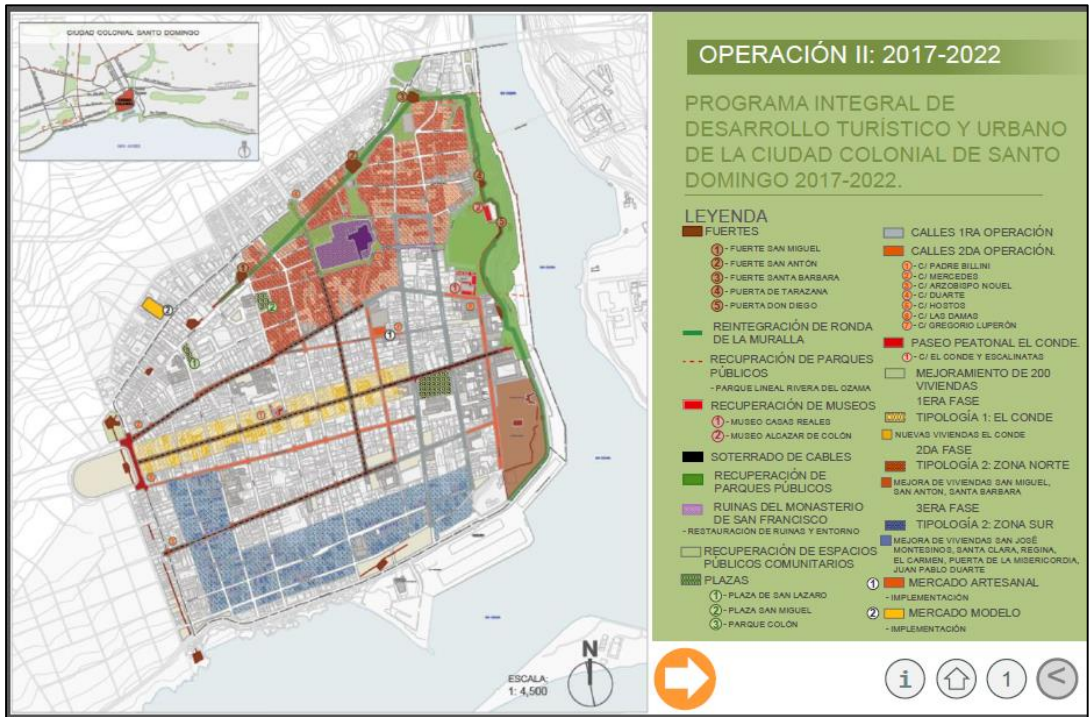 CIUDAD COLONIAL SANTO DOMINGO
OPERACIÓN II: 2017-2022
PROGRAMA INTEGRAL DE
DESARROLLO TURÍSTICO Y URBANO
DE LA CIUDAD COLONIAL DE SANTO
DOMINGO 2017-2022.
LEYENDA
FUERTES
1 - FUERTE SAN MIGUEL
2 - FUERTE SAN ANTÓN
3 - FUERTE SANTA BARBARA
4 - PUERTA DE TARAZANA
5 - PUERTA DON DIEGO
REINTEGRACIÓN DE RONDA
DE LA MURALLA
RECUPRACIÓN DE PARQUES
PÚBLICOS
- PARQUE LINEAL RIVERA DEL OZAMA
RECUPERACIÓN DE MUSEOS
1 - MUSEO CASAS REALES
2 - MUSEO ALCAZAR DE COLÓN
SOTERRADO DE CABLES
RECUPERACIÓN DE
PARQUES PÚBLICOS
RUINAS DEL MONASTERIO
DE SAN FRANCISCO
- RESTAURACIÓN DE RUINAS Y ENTORNO
RECUPERACIÓN DE ESPACIOS
PÚBLICOS COMUNITARIOS
PLAZAS
1 - PLAZA DE SAN LAZARO
2 - PLAZA SAN MIGUEL
3 - PARQUE COLÓN
CALLES 1RA OPERACIÓN
CALLES 2DA OPERACIÓN.
1 - C/ PADRE BILLINI
2 - C/ MERCEDES
3 - C/ ARZOBISPO NOUEL
4 - C/ DUARTE
5 - C/ HOSTOS
6 - C/ LAS DAMAS
7 - C/ GREGORIO LUPERÓN
PASEO PEATONAL EL CONDE.
1 - C/ EL CONDE Y ESCALINATAS
MEJORAMIENTO DE 200
VIVIENDAS
1ERA FASE
TIPOLOGÍA 1: EL CONDE
NUEVAS VIVIENDAS EL CONDE
2DA FASE
TIPOLOGÍA 2: ZONA NORTE
MEJORA DE VIVIENDAS SAN MIGUEL,
SAN ANTON, SANTA BARBARA
3ERA FASE
TIPOLOGÍA 2: ZONA SUR
MEJORA DE VIVIENDAS SAN JOSÉ
MONTESINOS, SANTA CLARA, REGINA,
EL CARMEN, PUERTA DE LA MISERICORDIA,
JUAN PABLO DUARTE
1 MERCADO ARTESANAL
- IMPLEMENTACIÓN
2 MERCADO MODELO
- IMPLEMENTACIÓN
N
ESCALA:
1: 4,500
i 1 <